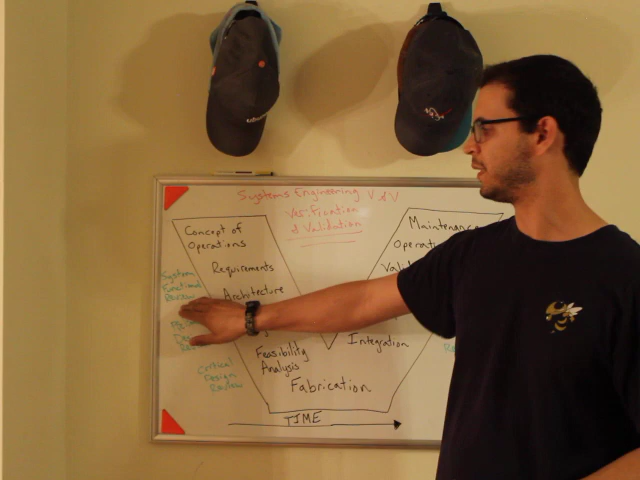 Systems Engineering V & V
Verification
& Validation
Concept of
Operations
Requirements
Architecture
System
Functional
Review
Critical
Design
Review
Feasibility
Analysis
Fabrication
Integration
Maintenance
TIME